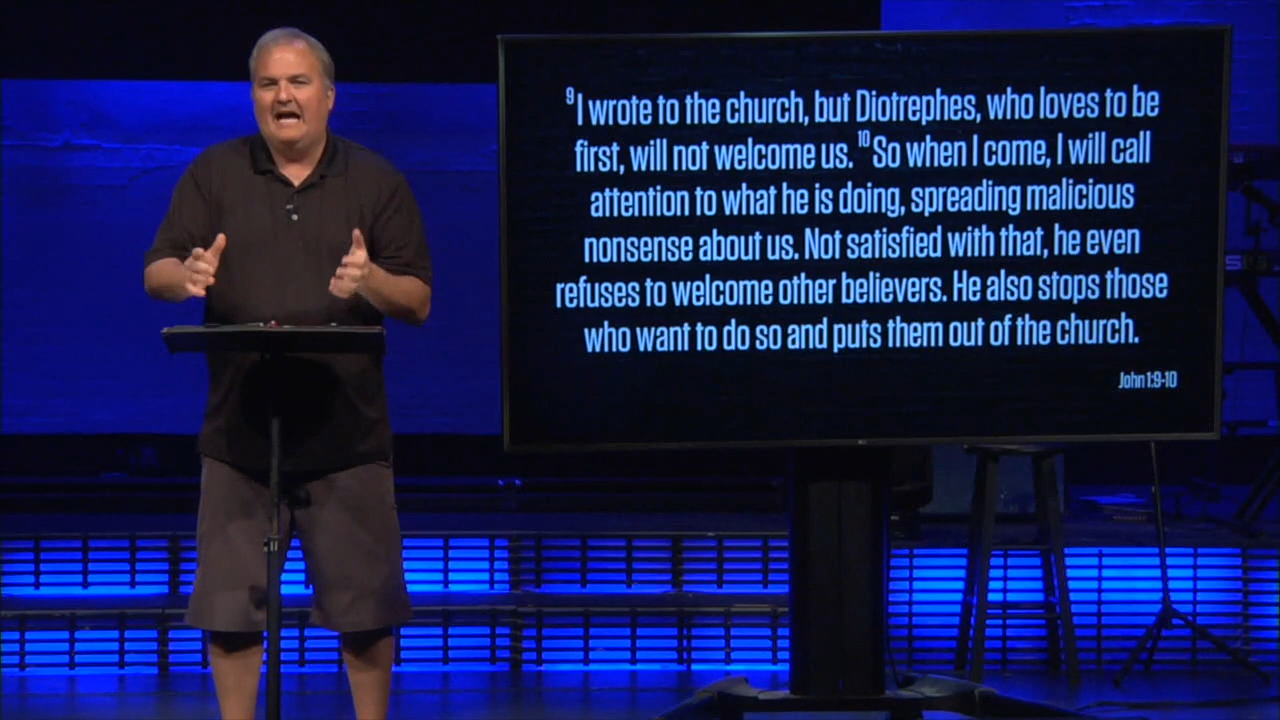 ⁹I wrote to the church, but Diotrephes, who loves to be
first, will not welcome us. ¹⁰So when I come, I will call
attention to what he is doing, spreading malicious
nonsense about us. Not satisfied with that, he even
refuses to welcome other believers. He also stops those
who want to do so and puts them out of the church.
John 1:9-10